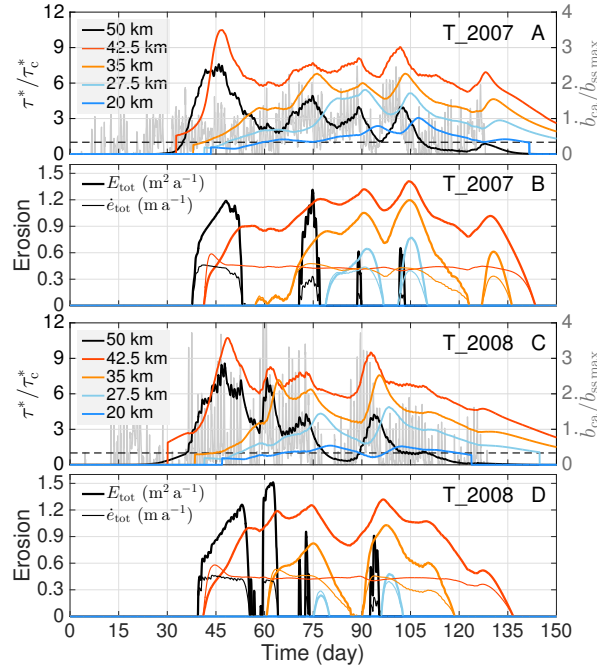 T_2007 A
50 km
42.5 km
35 km
27.5 km
20 km
τ*/τ*c
12
9
6
3
0
4
3
2
1
0
ḃca/ḃss max
T_2007 B
Etot (m² a⁻¹)
ėtot (m a⁻¹)
Erosion
1.5
1.2
0.9
0.6
0.3
0
T_2008 C
50 km
42.5 km
35 km
27.5 km
20 km
τ*/τ*c
12
9
6
3
0
4
3
2
1
0
ḃca/ḃss max
T_2008 D
Etot (m² a⁻¹)
ėtot (m a⁻¹)
Erosion
1.5
1.2
0.9
0.6
0.3
0
0 15 30 45 60 75 90 105 120 135 150
Time (day)